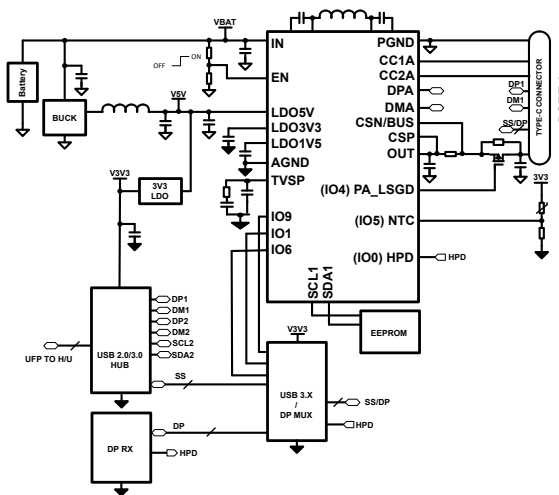 VBAT
OFF
ON
Battery
BUCK
V5V
V3V3
3V3
LDO
IN
EN
LDO5V
LDO3V3
LDO1V5
AGND
TVSP
IO9
IO1
IO6
PGND
CC1A
CC2A
DPA
DMA
CSN/BUS
CSP
OUT
(IO4) PA_LSGD
(IO5) NTC
(IO0) HPD
HPD
SCL1
SDA1
DP1
DM1
SS/DP
TYPE-C CONNECTOR
3V3
EEPROM
USB 2.0/3.0
HUB
UFP TO H/U
DP1
DM1
DP2
DM2
SCL2
SDA2
SS
V3V3
USB 3.X
/
DP MUX
SS/DP
HPD
DP RX
DP
HPD